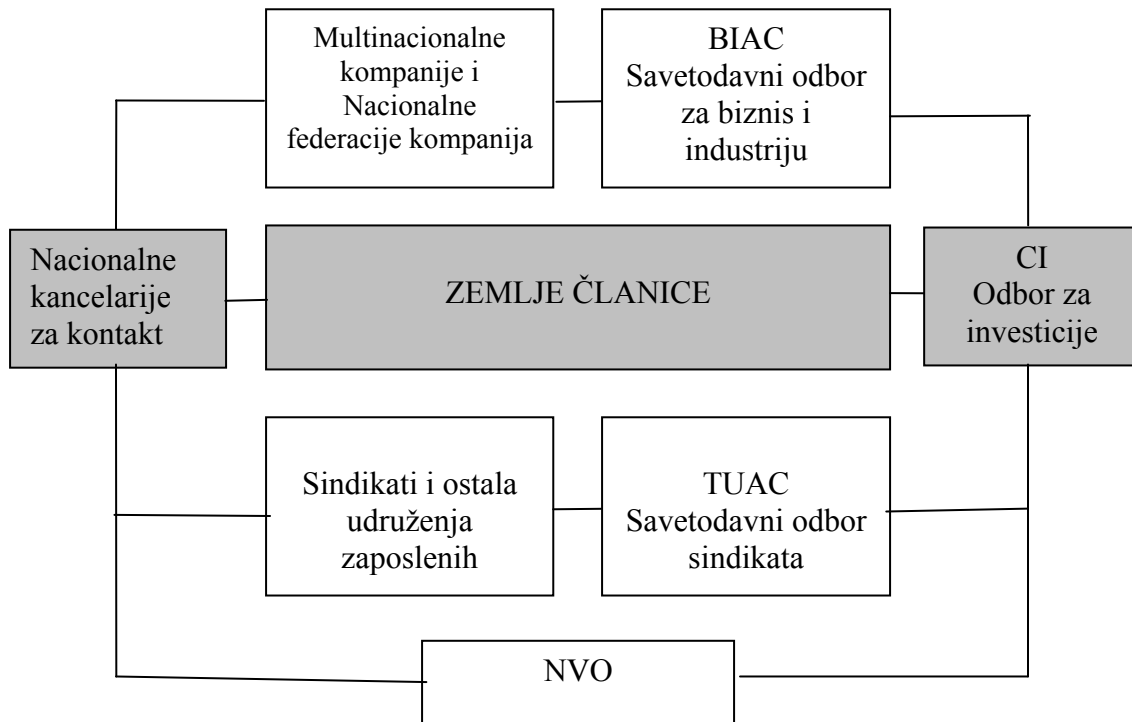 Multinacionalne
kompanije i
Nacionalne
federacije kompanija
BIAC
Savetodavni odbor
za biznis i
industriju
Nacionalne
kancelarije
za kontakt
ZEMLJE ČLANICE
CI
Odbor za
investicije
Sindikati i ostala
udruženja
zaposlenih
TUAC
Savetodavni odbor
sindikata
NVO